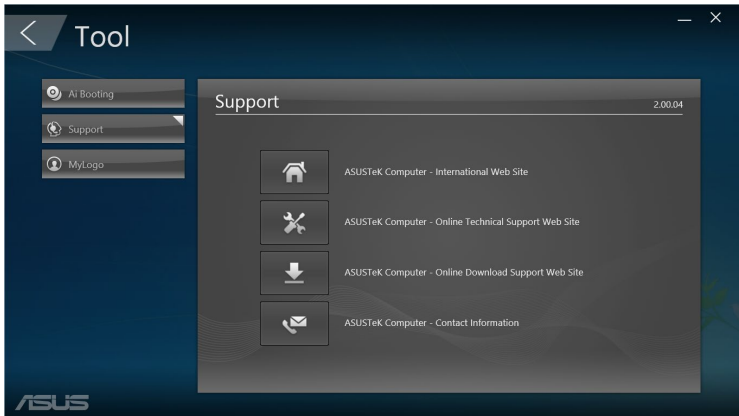 Tool
Ai Booting
Support
MyLogo
Support
2.00.04
ASUSTeK Computer - International Web Site
ASUSTeK Computer - Online Technical Support Web Site
ASUSTeK Computer - Online Download Support Web Site
ASUSTeK Computer - Contact Information
ASUS